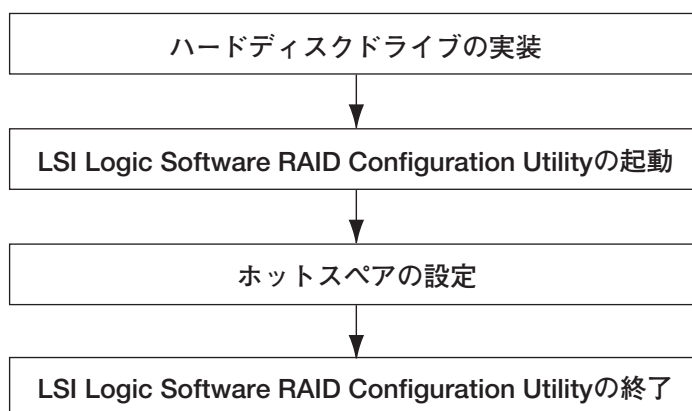 ハードディスクドライブの実装
LSI Logic Software RAID Configuration Utilityの起動
ホットスペアの設定
LSI Logic Software RAID Configuration Utilityの終了